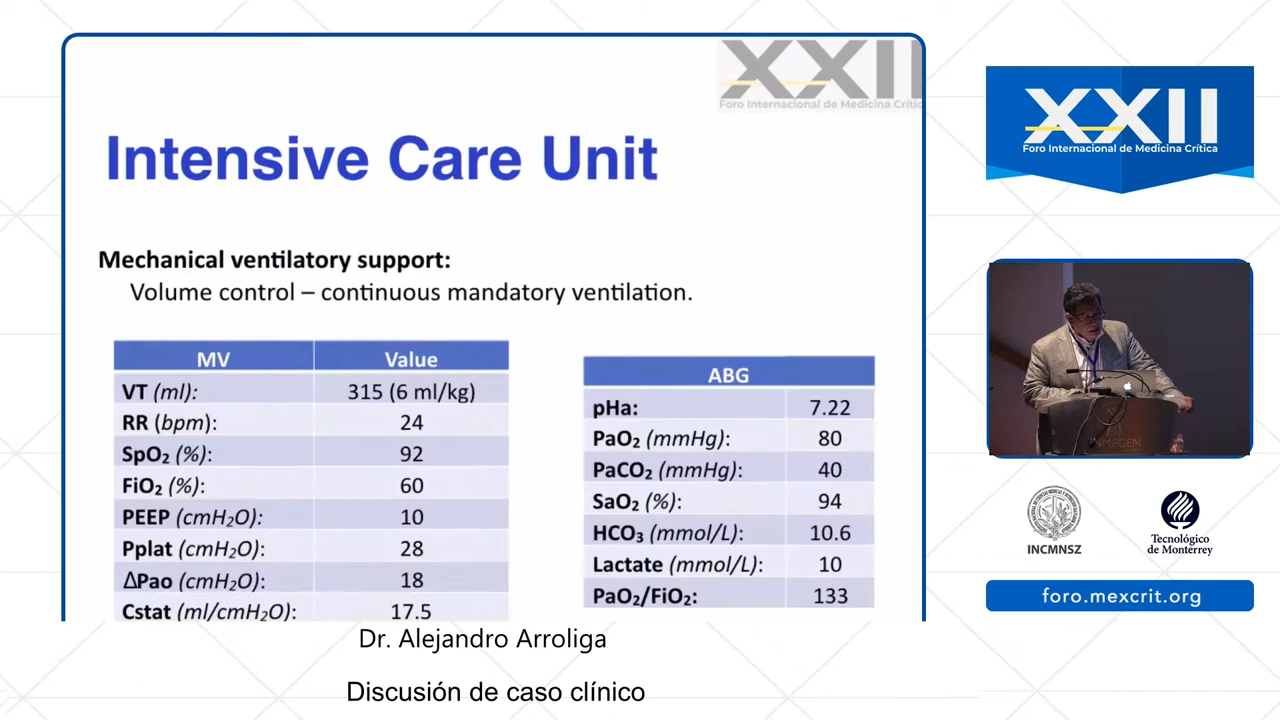 XXII
Foro Internacional de Medicina Crític
Intensive Care Unit
Mechanical ventilatory support:
Volume control – continuous mandatory ventilation.
MV Value
VT (ml): 315 (6 ml/kg)
RR (bpm): 24
SpO₂ (%): 92
FiO₂ (%): 60
PEEP (cmH₂O): 10
Pplat (cmH₂O): 28
ΔPao (cmH₂O): 18
Cstat (ml/cmH₂O): 17.5
ABG
pHa: 7.22
PaO₂ (mmHg): 80
PaCO₂ (mmHg): 40
SaO₂ (%): 94
HCO₃ (mmol/L): 10.6
Lactate (mmol/L): 10
PaO₂/FiO₂: 133
Dr. Alejandro Arroliga
Discusión de caso clínico
XXII
Foro Internacional de Medicina Crítica
INMEGEN
INCMNSZ
Tecnológico
de Monterrey
foro.mexcrit.org